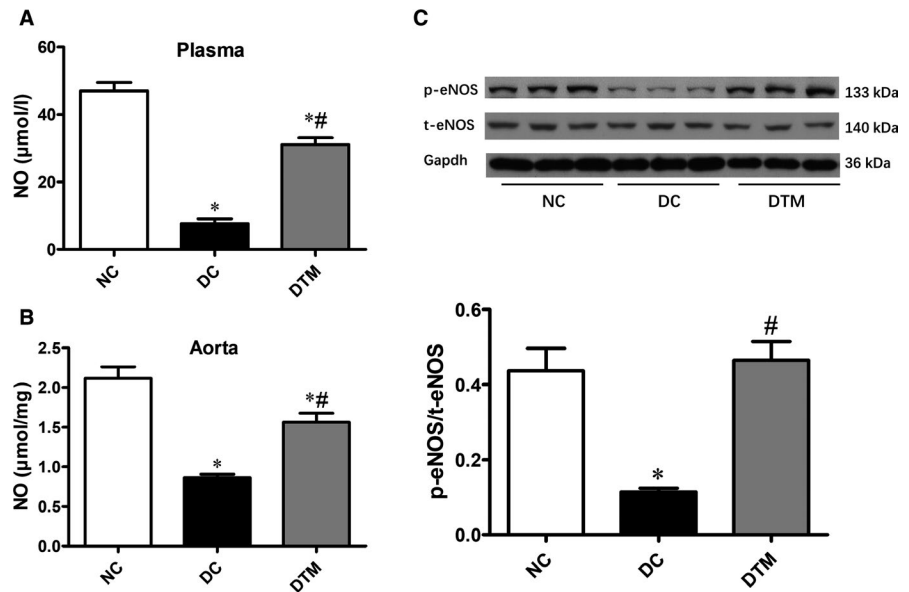 A
Plasma
NO (μmol/l)
60
40
20
0
*
*#
NC
DC
DTM
B
Aorta
NO (μmol/mg)
2.5
2.0
1.5
1.0
0.5
0.0
*
*#
NC
DC
DTM
C
p-eNOS
133 kDa
t-eNOS
140 kDa
Gapdh
36 kDa
NC
DC
DTM
p-eNOS/t-eNOS
0.6
0.4
0.2
0.0
*
#
NC
DC
DTM